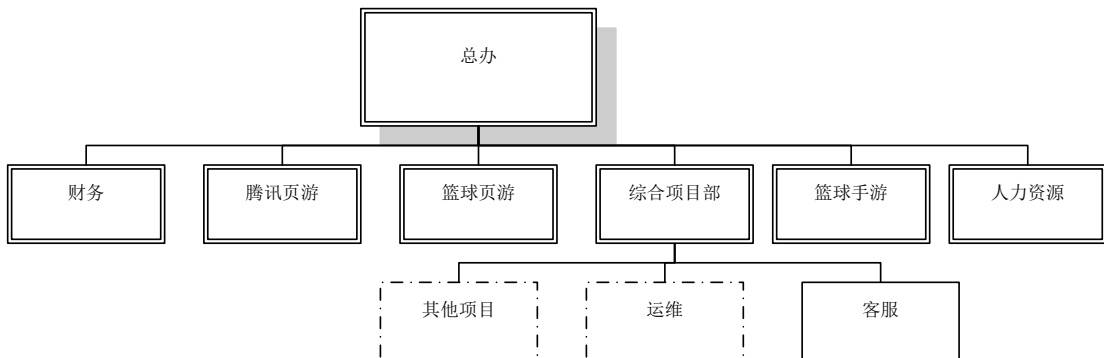 总办
财务
腾讯页游
篮球页游
综合项目部
篮球手游
人力资源
其他项目
运维
客服